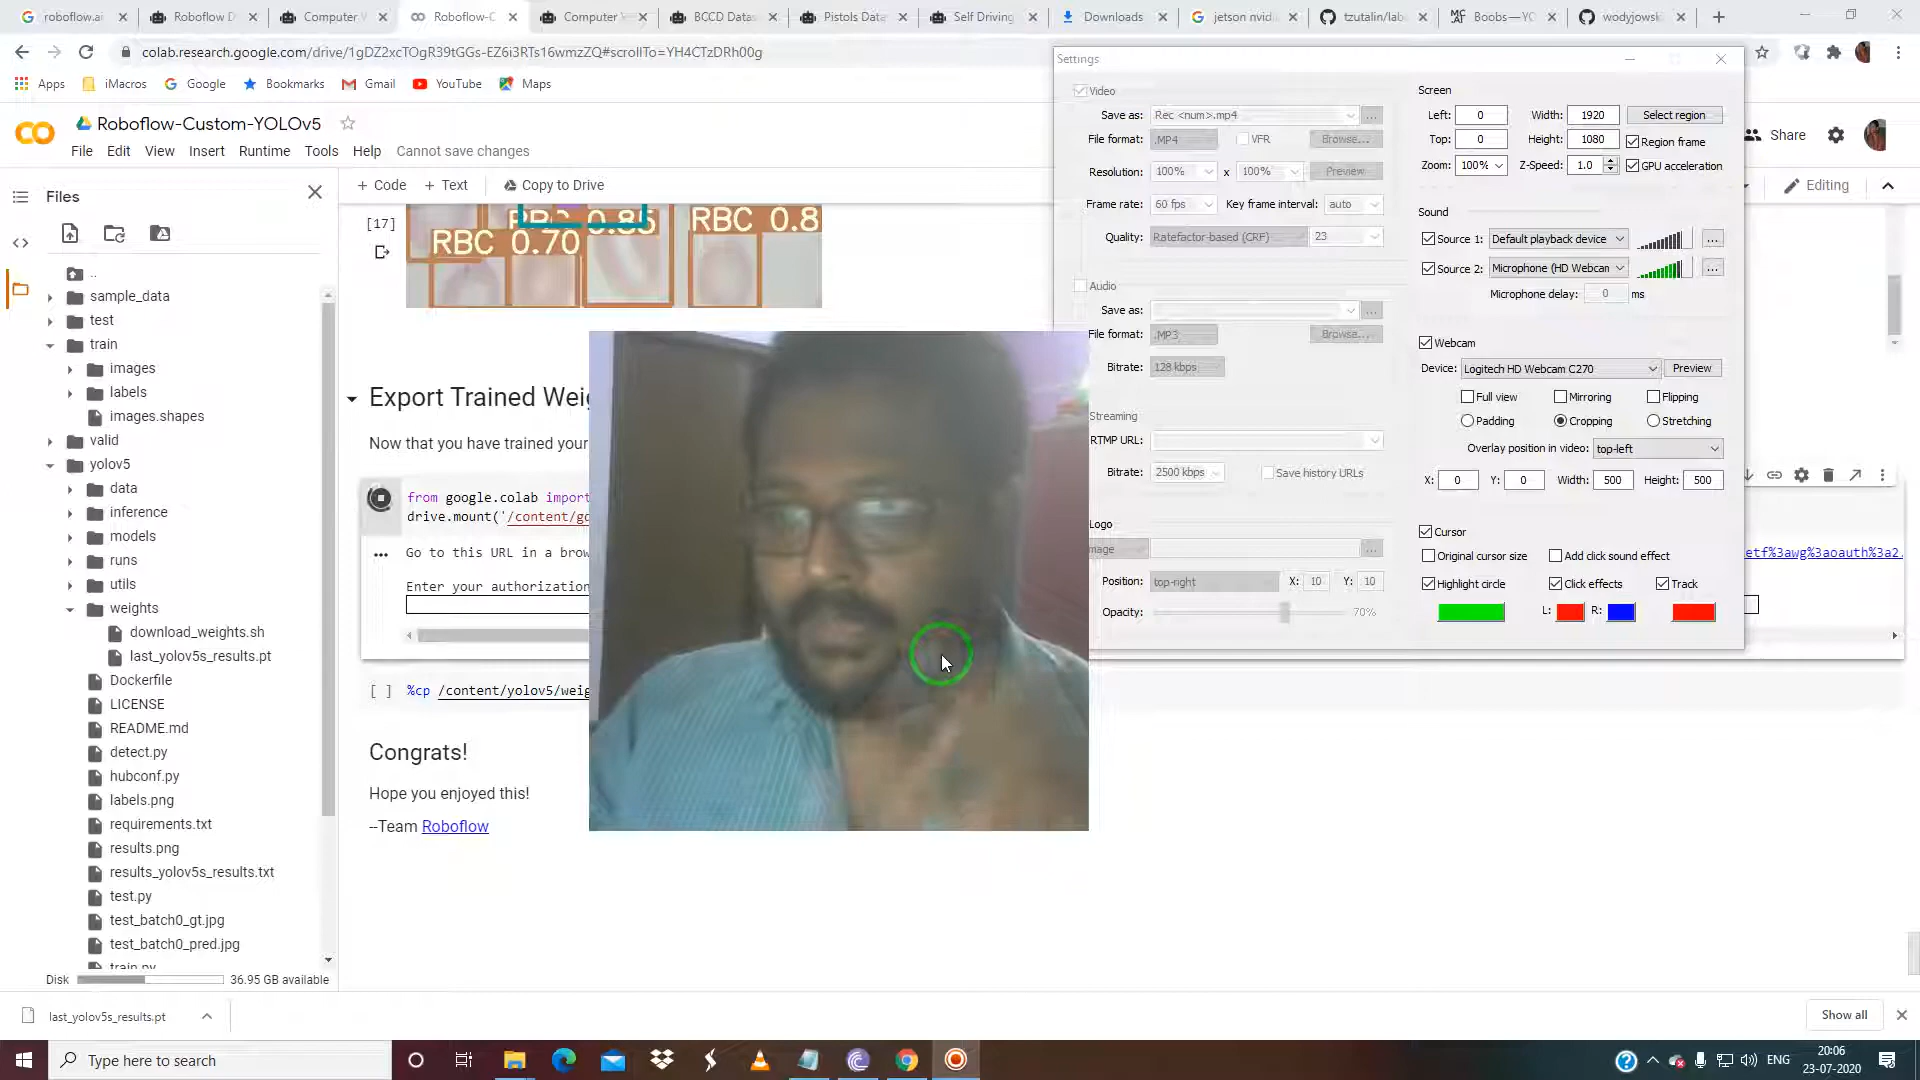 roboflow.a
Roboflow D
Computer V
Roboflow-C
Computer V
BCCD Datas
Pistols Data
Self Driving
Downloads
jetson nvidi
tzutalin/lab
Boobs—YO
wodyjowsk
colab.research.google.com/drive/1gDZ2xcTOgR39tGGs-EZ6i3RTs16wmzZQ#scrollTo=YH4CTzDRh00g
Apps
iMacros
Google
Bookmarks
Gmail
YouTube
Maps
Roboflow-Custom-YOLOv5
File Edit View Insert Runtime Tools Help Cannot save changes
Share
Files
+ Code + Text Copy to Drive
Editing
..
sample_data
test
train
images
labels
images.shapes
valid
yolov5
data
inference
models
runs
utils
weights
download_weights.sh
last_yolov5s_results.pt
Dockerfile
LICENSE
README.md
detect.py
hubconf.py
labels.png
requirements.txt
results.png
results_yolov5s_results.txt
test.py
test_batch0_gt.jpg
test_batch0_pred.jpg
train.py
Disk 36.95 GB available
[17]
RBC 0.85
RBC 0.8
RBC 0.70
Export Trained Wei
Now that you have trained your
from google.colab import
drive.mount('/content/go
Go to this URL in a brow
etf%3awg%3aoauth%3a2.
Enter your authorization
[ ] %cp /content/yolov5/weig
Congrats!
Hope you enjoyed this!
--Team Roboflow
Settings
Video
Save as: Rec <num>.mp4 ...
File format: .MP4 VFR Browse...
Resolution: 100% x 100% Preview
Frame rate: 60 fps Key frame interval: auto
Quality: Ratefactor-based (CRF) 23
Audio
Save as: ...
File format: .MP3 Browse...
Bitrate: 128 kbps
Streaming
RTMP URL:
Bitrate: 2500 kbps Save history URLs
Logo
mage ...
Position: top-right X: 10 Y: 10
Opacity: 70%
Screen
Left: 0 Width: 1920 Select region
Top: 0 Height: 1080 Region frame
Zoom: 100% Z-Speed: 1.0 GPU acceleration
Sound
Source 1: Default playback device ...
Source 2: Microphone (HD Webcam ...
Microphone delay: 0 ms
Webcam
Device: Logitech HD Webcam C270 Preview
Full view Mirroring Flipping
Padding Cropping Stretching
Overlay position in video: top-left
X: 0 Y: 0 Width: 500 Height: 500
Cursor
Original cursor size Add click sound effect
Highlight circle Click effects Track
L: R:
last_yolov5s_results.pt
Show all
Type here to search
ENG
20:06
23-07-2020